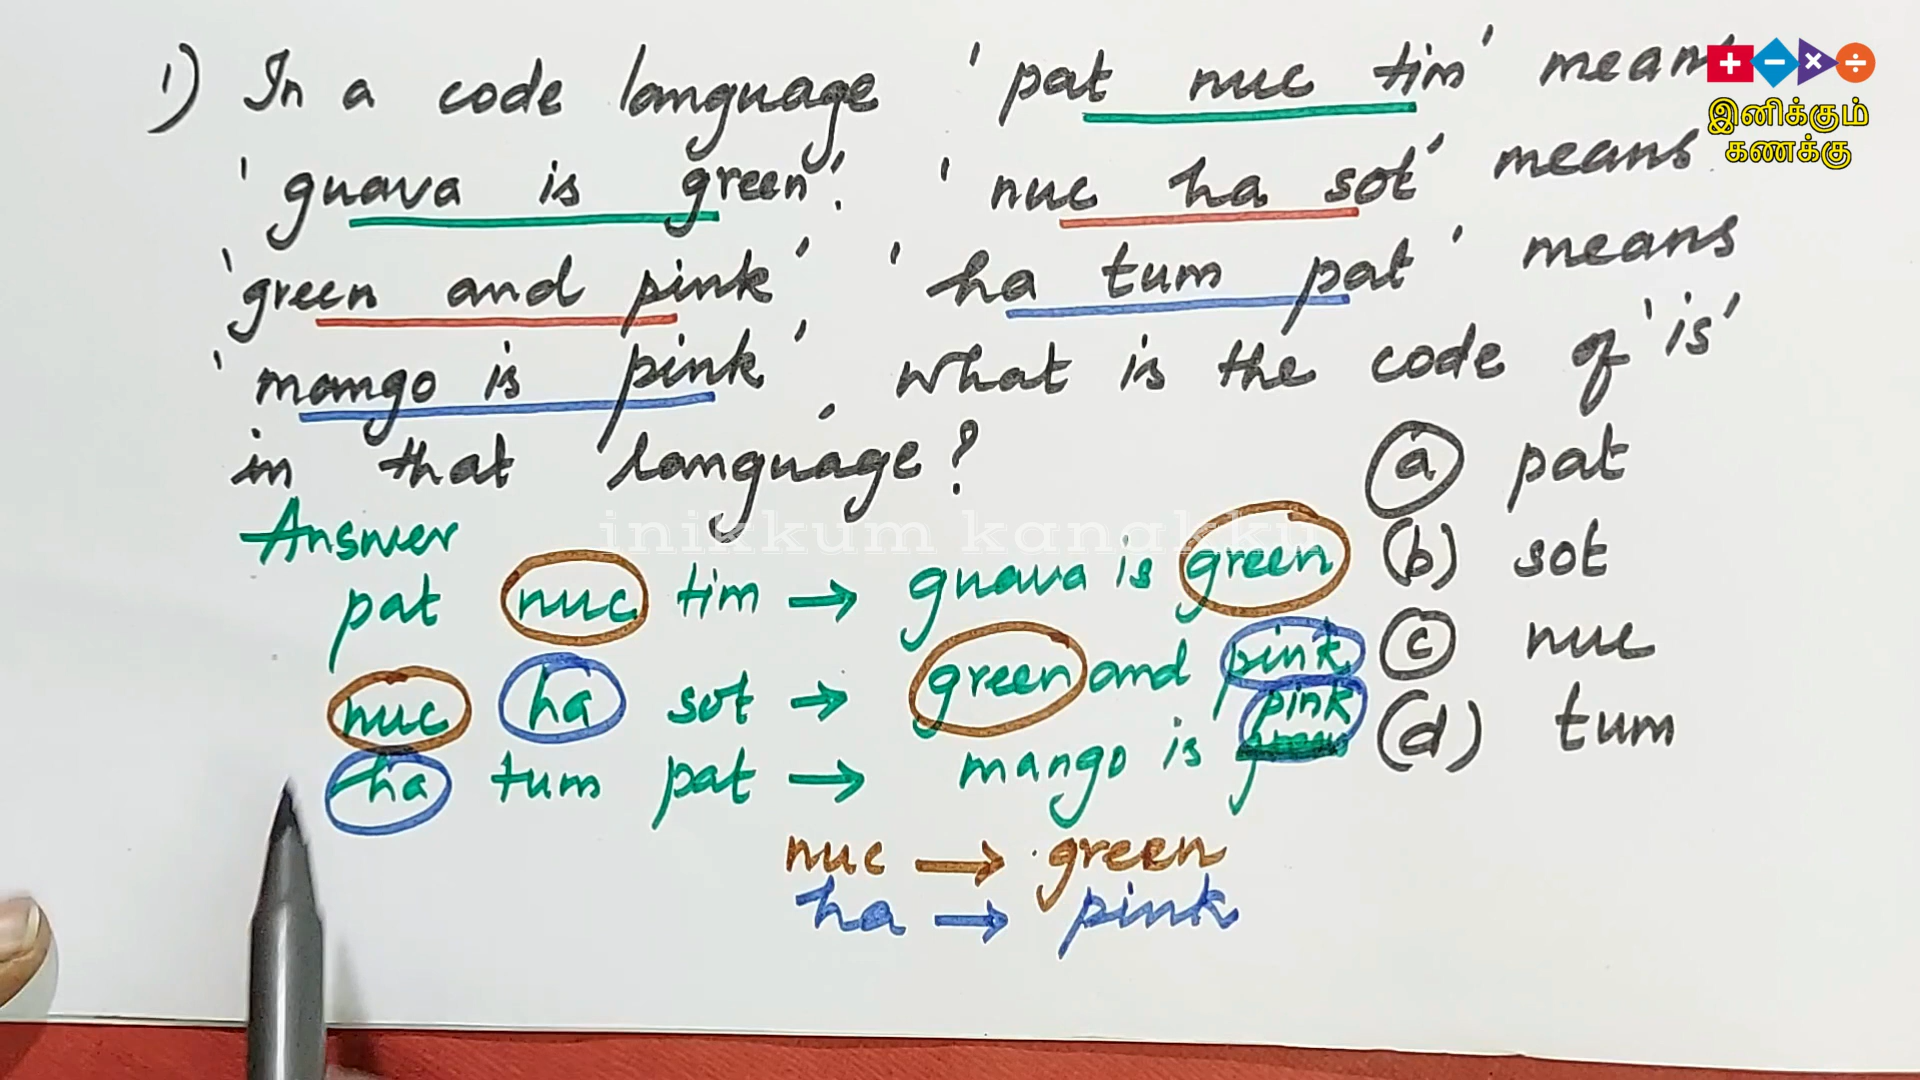 1) In a code language 'pat nuc tim' means
'guava is green'. 'nuc ha sot' means
'green and pink' 'ha tum pat' means
'mango is pink', what is the code of 'is'
in that language?
(a) pat
(b) sot
(c) nuc
(d) tum
Answer
pat nuc tim → guava is green
nuc ha sot → green and pink
ha tum pat → mango is pink
nuc → green
ha → pink
inikkum kanakku
+ - × ÷
இனிக்கும்
கணக்கு